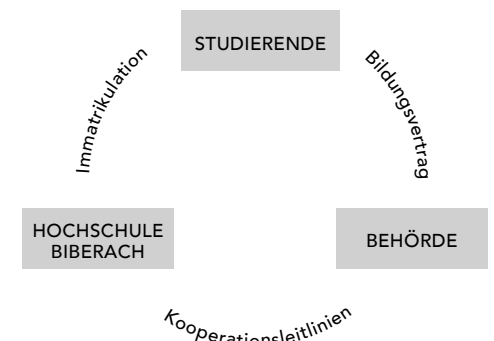 STUDIERENDE
Immatrikulation
Bildungsvertrag
HOCHSCHULE
BIBERACH
BEHÖRDE
Kooperationsleitlinien